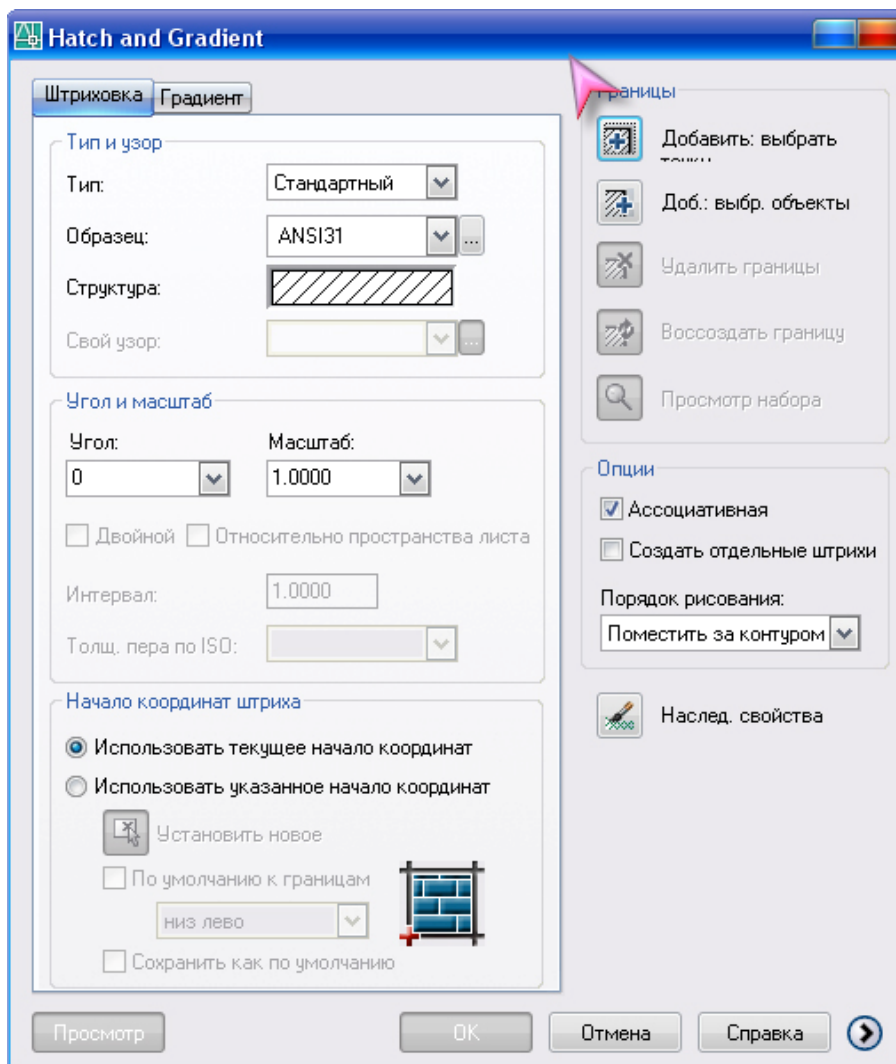 Hatch and Gradient
Штриховка
Градиент
Тип и узор
Тип:
Стандартный
Образец:
ANSI31
...
Структура:
Свой узор:
...
Угол и масштаб
Угол:
Масштаб:
0
1.0000
Двойной
Относительно пространства листа
Интервал:
1.0000
Толщ. пера по ISO:
Начало координат штриха
Использовать текущее начало координат
Использовать указанное начало координат
Установить новое
По умолчанию к границам
низ лево
Сохранить как по умолчанию
Границы
Добавить: выбрать
точки
Доб.: выбр. объекты
Удалить границы
Воссоздать границу
Просмотр набора
Опции
Ассоциативная
Создать отдельные штрихи
Порядок рисования:
Поместить за контуром
Наслед. свойства
Просмотр
OK
Отмена
Справка